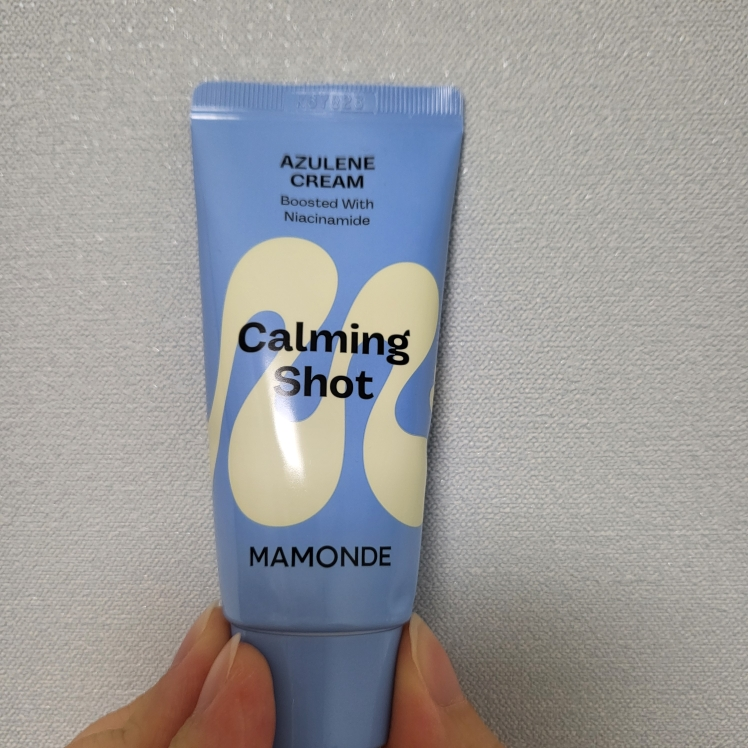 AZULENE
CREAM
Boosted With
Niacinamide
Calming
Shot
MAMONDE